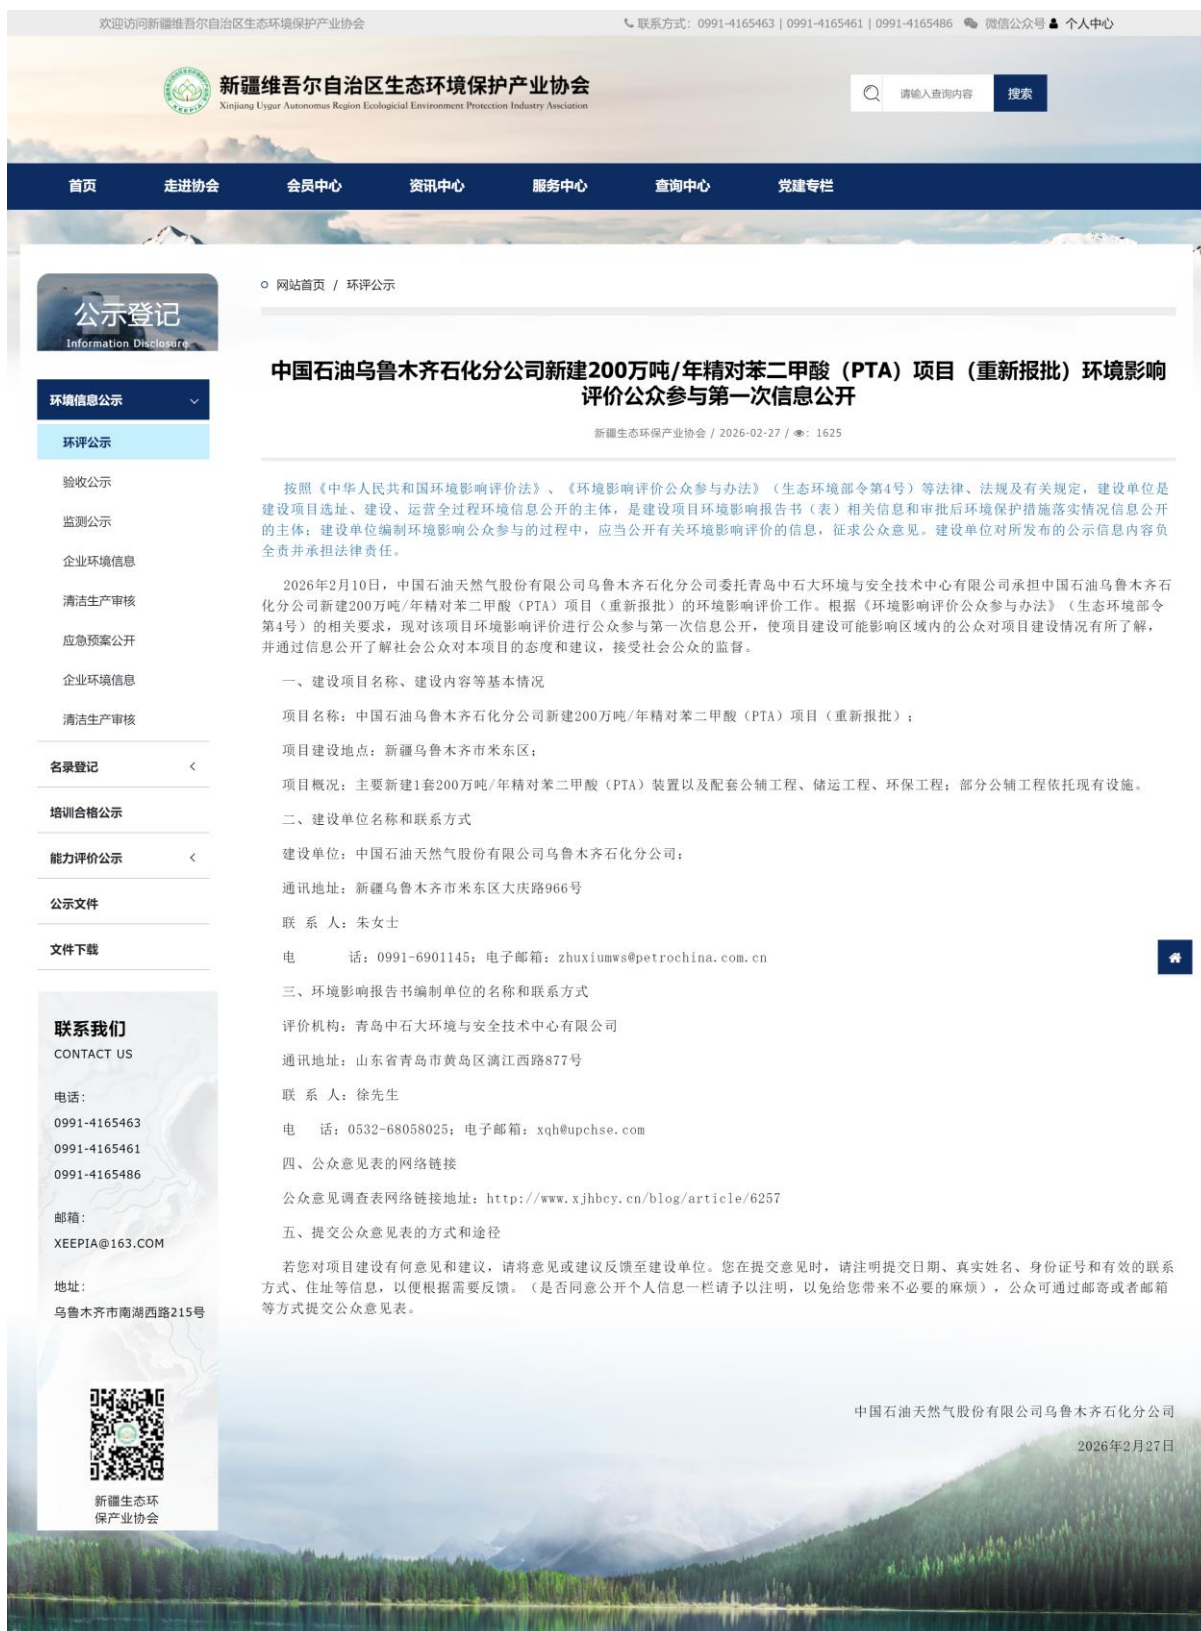 欢迎访问新疆维吾尔自治区生态环境保护产业协会
联系方式：0991-4165463 | 0991-4165461 | 0991-4165486 微信公众号 个人中心
新疆维吾尔自治区生态环境保护产业协会
Xinjiang Uygur Autonomus Region Ecologicial Environment Protection Industry Assciation
XEEPIA
请输入查询内容 搜索
首页 走进协会 会员中心 资讯中心 服务中心 查询中心 党建专栏
公示登记
Information Disclosure
环境信息公示
环评公示
验收公示
监测公示
企业环境信息
清洁生产审核
应急预案公开
企业环境信息
清洁生产审核
名录登记
培训合格公示
能力评价公示
公示文件
文件下载
联系我们
CONTACT US
电话：
0991-4165463
0991-4165461
0991-4165486
邮箱：
XEEPIA@163.COM
地址：
乌鲁木齐市南湖西路215号
新疆生态环
保产业协会
网站首页 / 环评公示
中国石油乌鲁木齐石化分公司新建200万吨/年精对苯二甲酸（PTA）项目（重新报批）环境影响
评价公众参与第一次信息公开
新疆生态环保产业协会 / 2026-02-27 / : 1625
按照《中华人民共和国环境影响评价法》、《环境影响评价公众参与办法》（生态环境部令第4号）等法律、法规及有关规定，建设单位是
建设项目选址、建设、运营全过程环境信息公开的主体，是建设项目环境影响报告书（表）相关信息和审批后环境保护措施落实情况信息公开
的主体；建设单位编制环境影响公众参与的过程中，应当公开有关环境影响评价的信息，征求公众意见。建设单位对所发布的公示信息内容负
全责并承担法律责任。
2026年2月10日，中国石油天然气股份有限公司乌鲁木齐石化分公司委托青岛中石大环境与安全技术中心有限公司承担中国石油乌鲁木齐石
化分公司新建200万吨/年精对苯二甲酸（PTA）项目（重新报批）的环境影响评价工作。根据《环境影响评价公众参与办法》（生态环境部令
第4号）的相关要求，现对该项目环境影响评价进行公众参与第一次信息公开，使项目建设可能影响区域内的公众对项目建设情况有所了解，
并通过信息公开了解社会公众对本项目的态度和建议，接受社会公众的监督。
一、建设项目名称、建设内容等基本情况
项目名称：中国石油乌鲁木齐石化分公司新建200万吨/年精对苯二甲酸（PTA）项目（重新报批）；
项目建设地点：新疆乌鲁木齐市米东区；
项目概况：主要新建1套200万吨/年精对苯二甲酸（PTA）装置以及配套公辅工程、储运工程、环保工程；部分公辅工程依托现有设施。
二、建设单位名称和联系方式
建设单位：中国石油天然气股份有限公司乌鲁木齐石化分公司；
通讯地址：新疆乌鲁木齐市米东区大庆路966号
联 系 人：朱女士
电 话：0991-6901145；电子邮箱：zhuxiumws@petrochina.com.cn
三、环境影响报告书编制单位的名称和联系方式
评价机构：青岛中石大环境与安全技术中心有限公司
通讯地址：山东省青岛市黄岛区漓江西路877号
联 系 人：徐先生
电 话：0532-68058025；电子邮箱：xqh@upchse.com
四、公众意见表的网络链接
公众意见调查表网络链接地址：http://www.xjhbcy.cn/blog/article/6257
五、提交公众意见表的方式和途径
若您对项目建设有何意见和建议，请将意见或建议反馈至建设单位。您在提交意见时，请注明提交日期、真实姓名、身份证号和有效的联系
方式、住址等信息，以便根据需要反馈。（是否同意公开个人信息一栏请予以注明，以免给您带来不必要的麻烦），公众可通过邮寄或者邮箱
等方式提交公众意见表。
中国石油天然气股份有限公司乌鲁木齐石化分公司
2026年2月27日